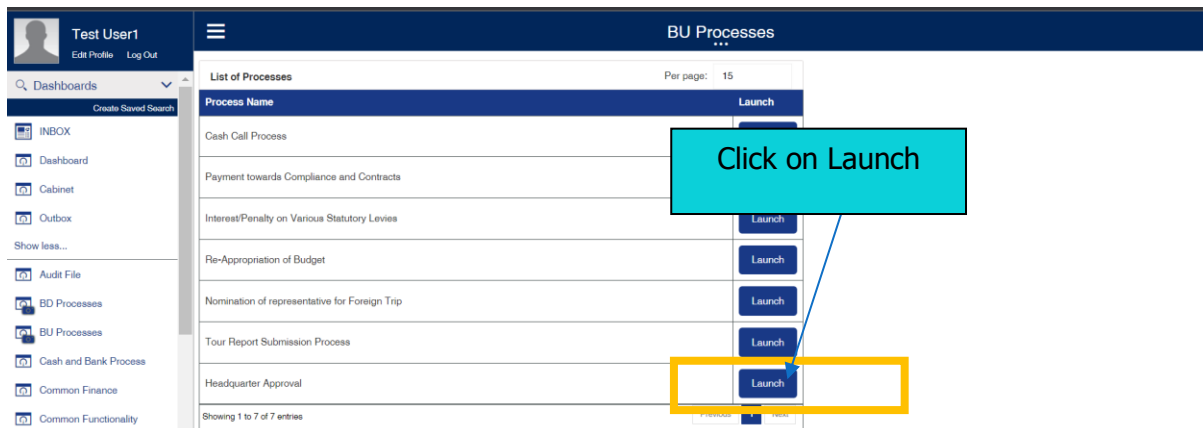 Test User1
Edit Profile Log Out
BU Processes
Dashboards
Create Saved Search
INBOX
Dashboard
Cabinet
Outbox
Show less...
Audit File
BD Processes
BU Processes
Cash and Bank Process
Common Finance
Common Functionality
List of Processes
Per page: 15
Process Name Launch
Cash Call Process
Payment towards Compliance and Contracts
Interest/Penalty on Various Statutory Levies Launch
Re-Appropriation of Budget Launch
Nomination of representative for Foreign Trip Launch
Tour Report Submission Process Launch
Headquarter Approval Launch
Showing 1 to 7 of 7 entries
Previous 1 Next
Click on Launch